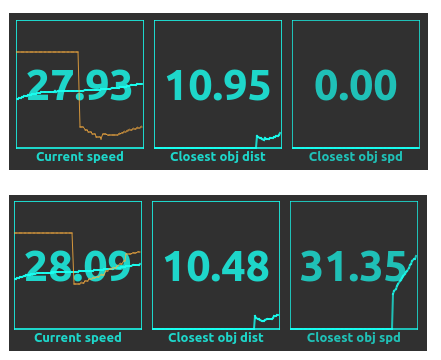 27.93 10.95 0.00
Current speed Closest obj dist Closest obj spd
28.09 10.48 31.35
Current speed Closest obj dist Closest obj spd